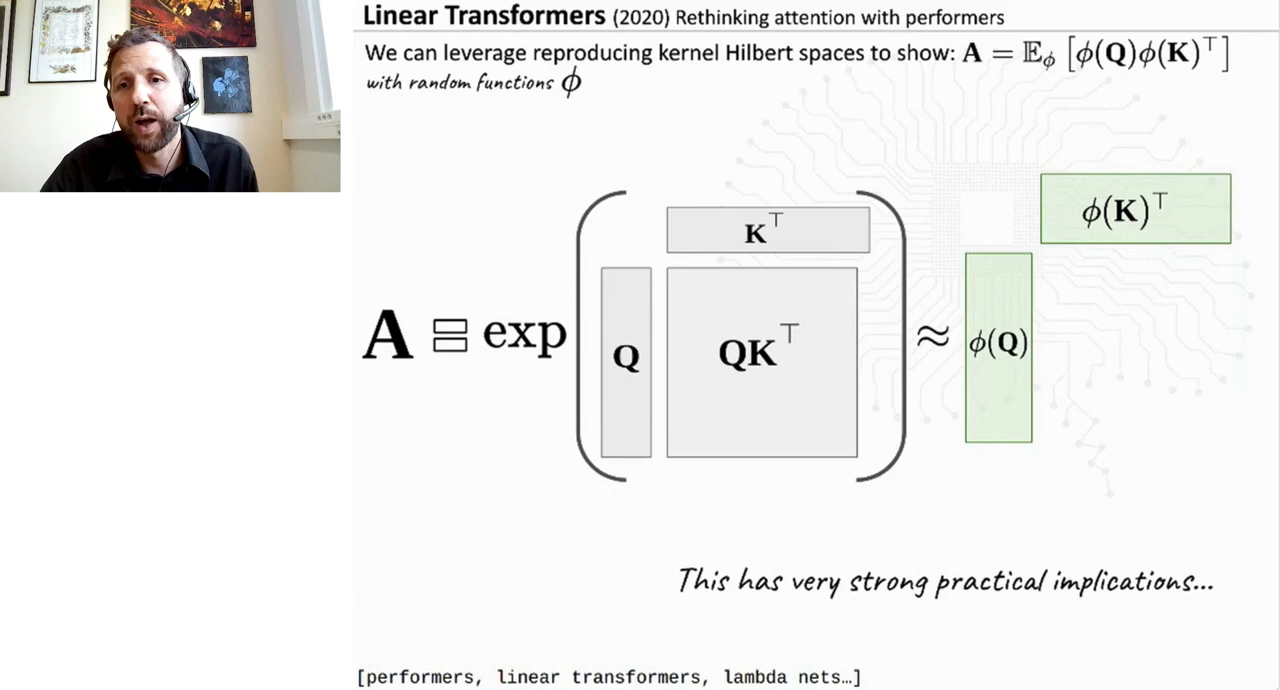 Linear Transformers (2020) Rethinking attention with performers
We can leverage reproducing kernel Hilbert spaces to show: A = 𝔼ϕ [ϕ(Q)ϕ(K)⊤]
with random functions ϕ
ϕ(K)⊤
K⊤
A = exp ( Q QK⊤ ) ≈ ϕ(Q)
This has very strong practical implications...
[performers, linear transformers, lambda nets…]